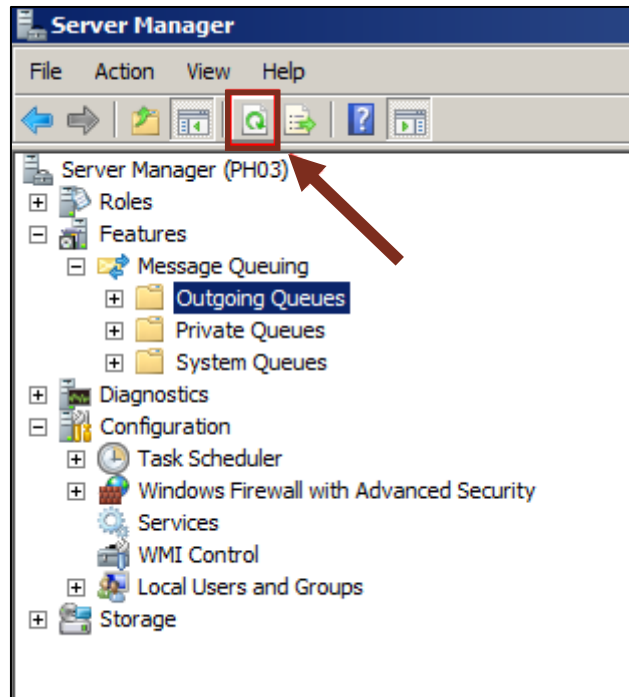 Server Manager
File Action View Help
?
Server Manager (PH03)
Roles
Features
Message Queuing
Outgoing Queues
Private Queues
System Queues
Diagnostics
Configuration
Task Scheduler
Windows Firewall with Advanced Security
Services
WMI Control
Local Users and Groups
Storage